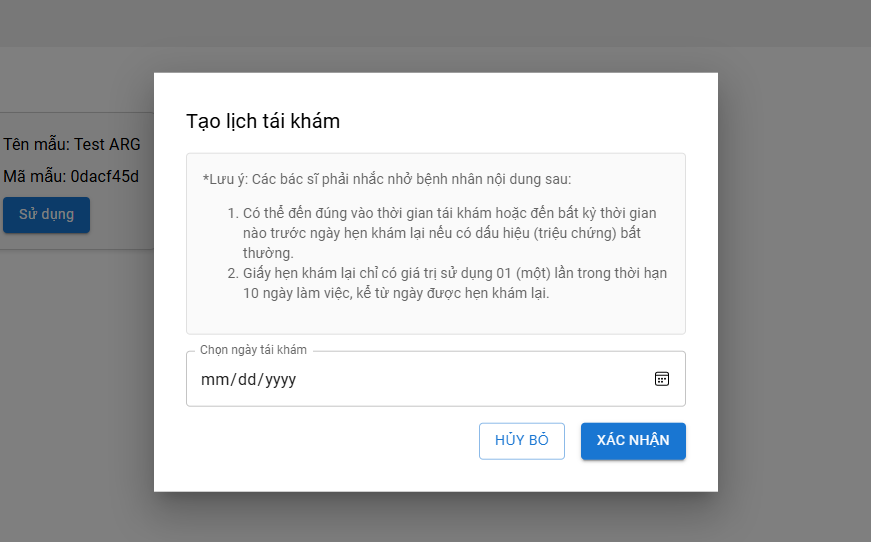 Tạo lịch tái khám
Tên mẫu: Test ARG
Mã mẫu: 0dacf45d
Sử dụng
*Lưu ý: Các bác sĩ phải nhắc nhở bệnh nhân nội dung sau:
1. Có thể đến đúng vào thời gian tái khám hoặc đến bất kỳ thời gian
nào trước ngày hẹn khám lại nếu có dấu hiệu (triệu chứng) bất
thường.
2. Giấy hẹn khám lại chỉ có giá trị sử dụng 01 (một) lần trong thời hạn
10 ngày làm việc, kể từ ngày được hẹn khám lại.
Chọn ngày tái khám
mm/dd/yyyy
HỦY BỎ
XÁC NHẬN